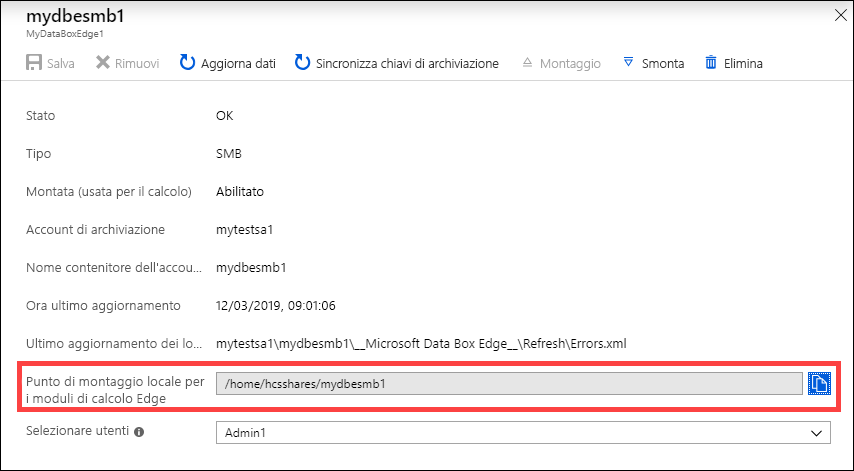 mydbesmb1
MyDataBoxEdge1
Salva Rimuovi Aggiorna dati Sincronizza chiavi di archiviazione Montaggio Smonta Elimina
Stato OK
Tipo SMB
Montata (usata per il calcolo) Abilitato
Account di archiviazione mytestsa1
Nome contenitore dell'accou... mydbesmb1
Ora ultimo aggiornamento 12/03/2019, 09:01:06
Ultimo aggiornamento dei lo... mytestsa1\mydbesmb1\__Microsoft Data Box Edge__\Refresh\Errors.xml
Punto di montaggio locale per /home/hcsshares/mydbesmb1
i moduli di calcolo Edge
Selezionare utenti Admin1